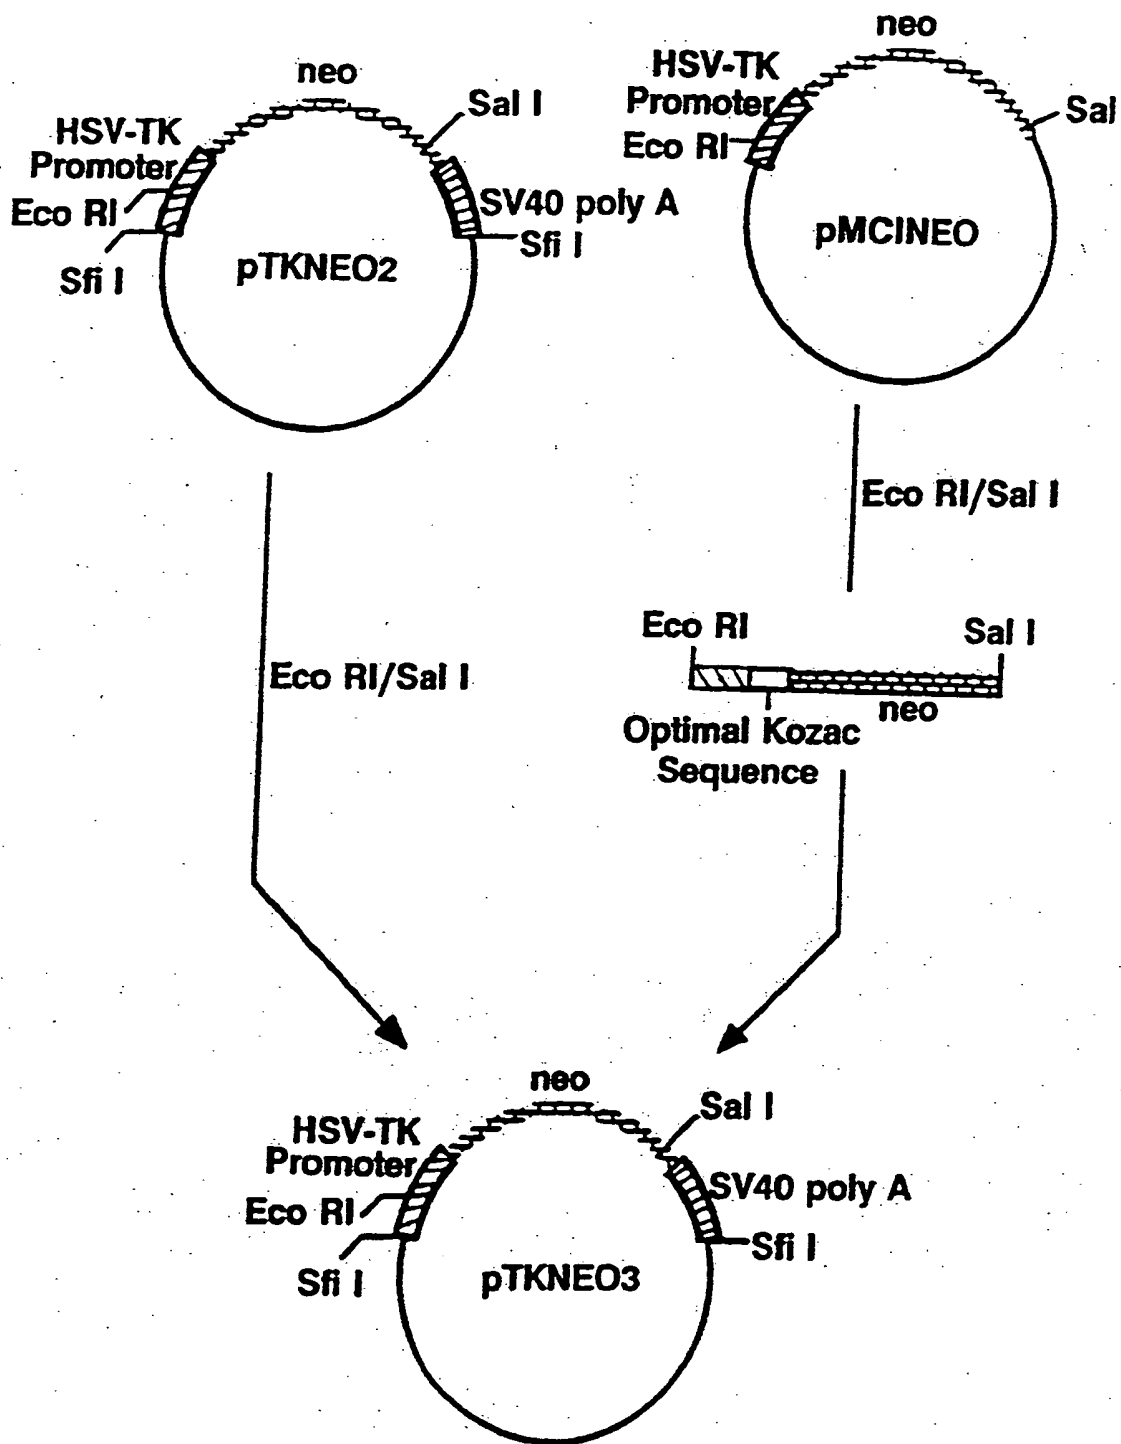 neo
HSV-TK
Promoter
Eco RI
Sfi I
Sal I
SV40 poly A
Sfi I
pTKNEO2
neo
HSV-TK
Promoter
Eco RI
Sal
pMCINEO
Eco RI/Sal I
Eco RI/Sal I
Eco RI
Sal I
neo
Optimal Kozac
Sequence
neo
HSV-TK
Promoter
Eco RI
Sfi I
Sal I
SV40 poly A
Sfi I
pTKNEO3